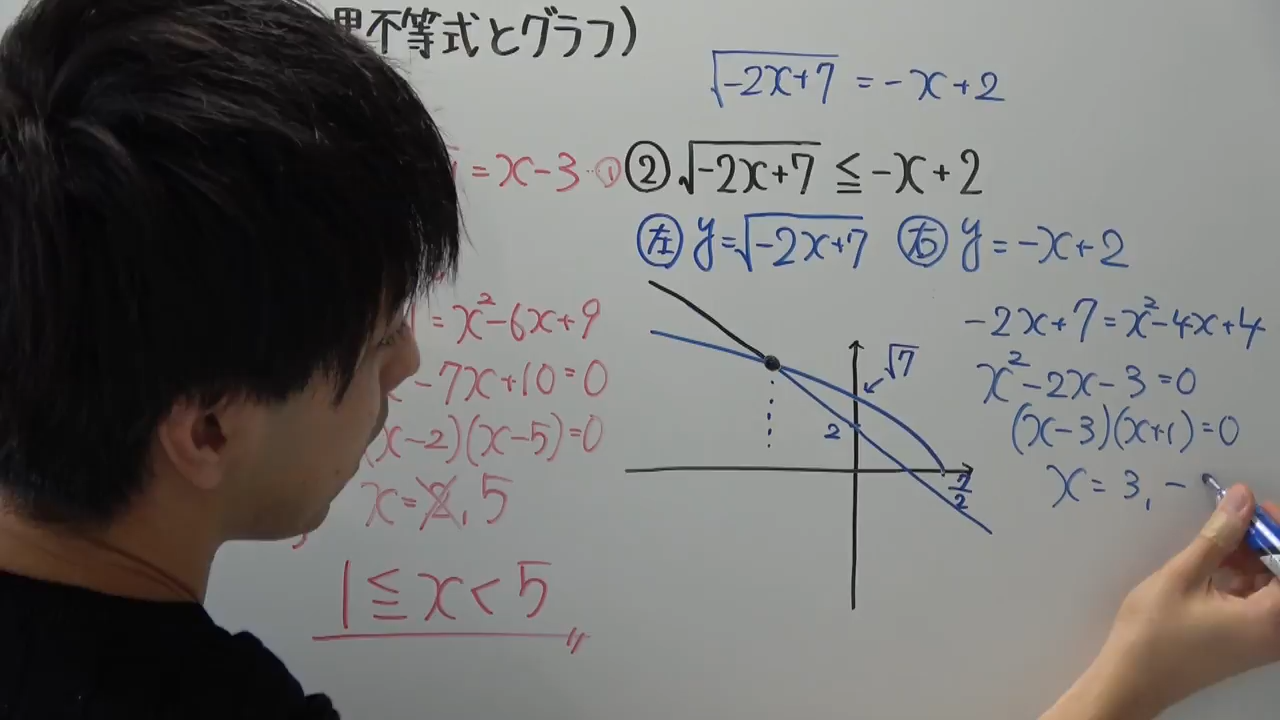 不等式とグラフ)
√-2x+7 = -x+2
= x-3 …①
② √-2x+7 ≦ -x+2
左 y=√-2x+7 右 y=-x+2
= x²-6x+9
-7x+10=0
(x-2)(x-5)=0
x=2, 5
1≦x<5
√7
2
7/2
-2x+7=x²-4x+4
x²-2x-3=0
(x-3)(x+1)=0
x=3, -